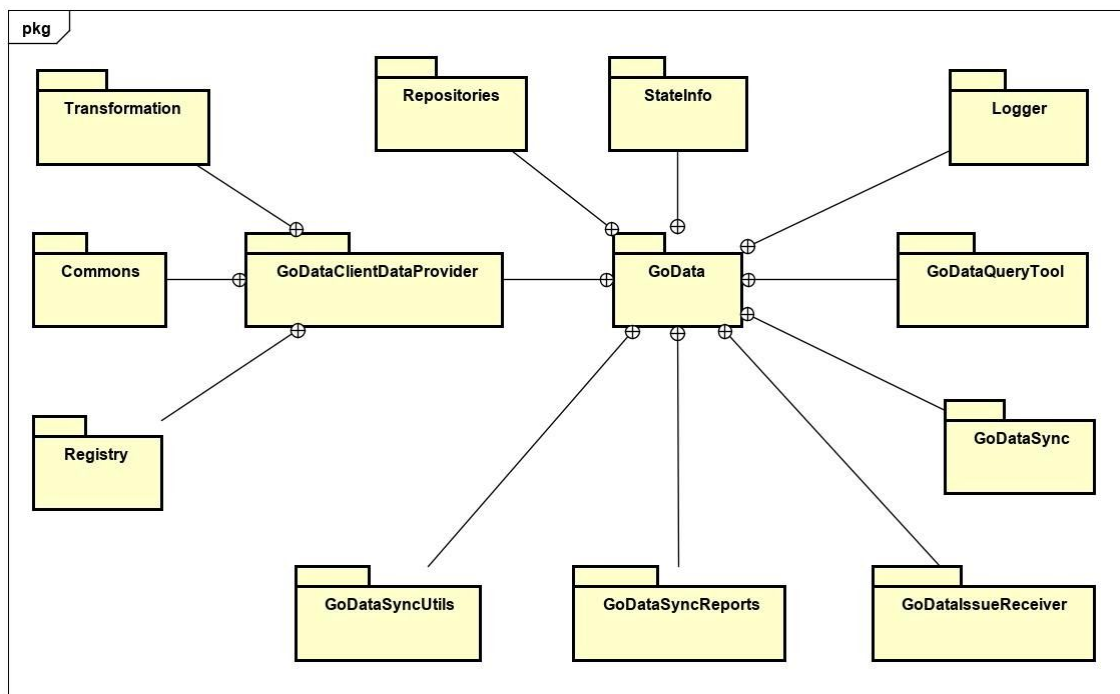 pkg
Transformation
Repositories
StateInfo
Logger
Commons
GoDataClientDataProvider
GoData
GoDataQueryTool
GoDataSync
Registry
GoDataSyncUtils
GoDataSyncReports
GoDataIssueReceiver